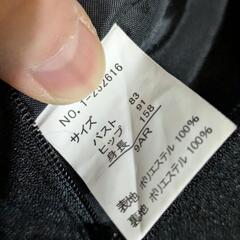 NO. 1-252616
サイズ
バスト 83
ヒップ 91
身長 158
9AR
表地 ポリエステル 100%
裏地 ポリエステル 100%